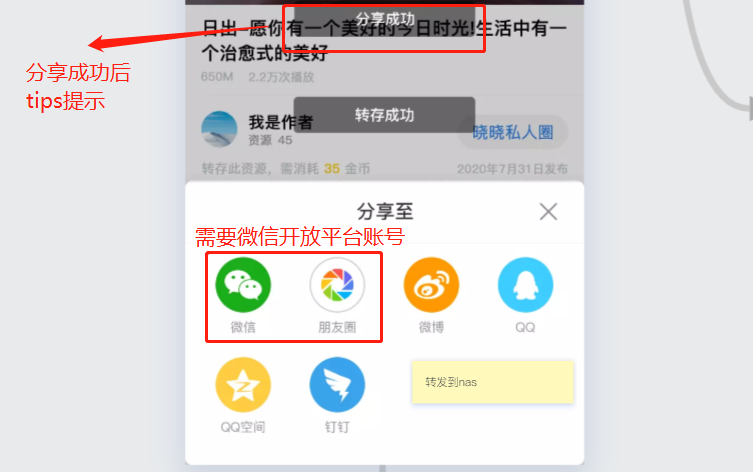 分享成功
日出–愿你有一个美好的今日时光!生活中有一
个治愈式的美好
分享成功后
tips提示
650M 2.2万次播放
转存成功
我是作者
资源 45
晓晓私人圈
转存此资源，需消耗 35 金币
2020年7月31日发布
分享至
需要微信开放平台账号
微信 朋友圈 微博 QQ
转发到nas
QQ空间 钉钉